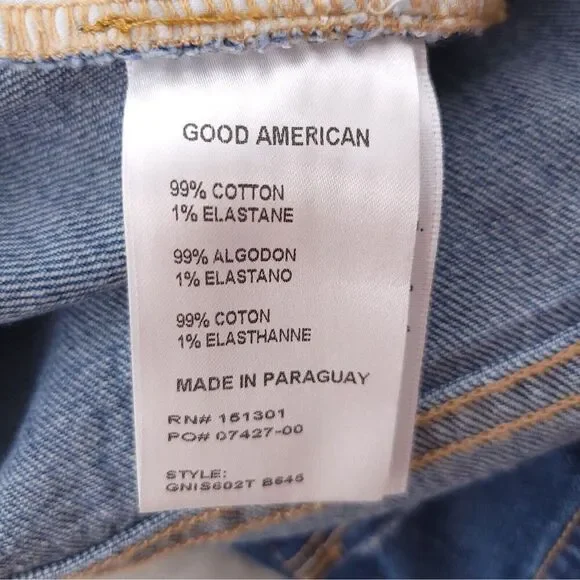 GOOD AMERICAN
99% COTTON
1% ELASTANE
99% ALGODON
1% ELASTANO
99% COTON
1% ELASTHANNE
MADE IN PARAGUAY
RN# 151301
PO# 07427-00
STYLE:
GNIS602T B645